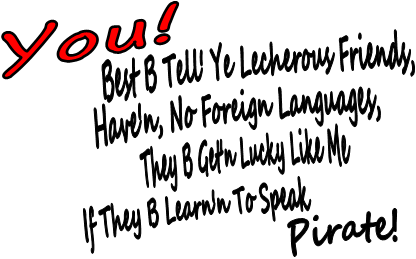 You!
Best B Tell' Ye Lecherous Friends,
Have'n, No Foreign Languages,
They B Get'n Lucky Like Me
If They B Learn'n To Speak
Pirate!